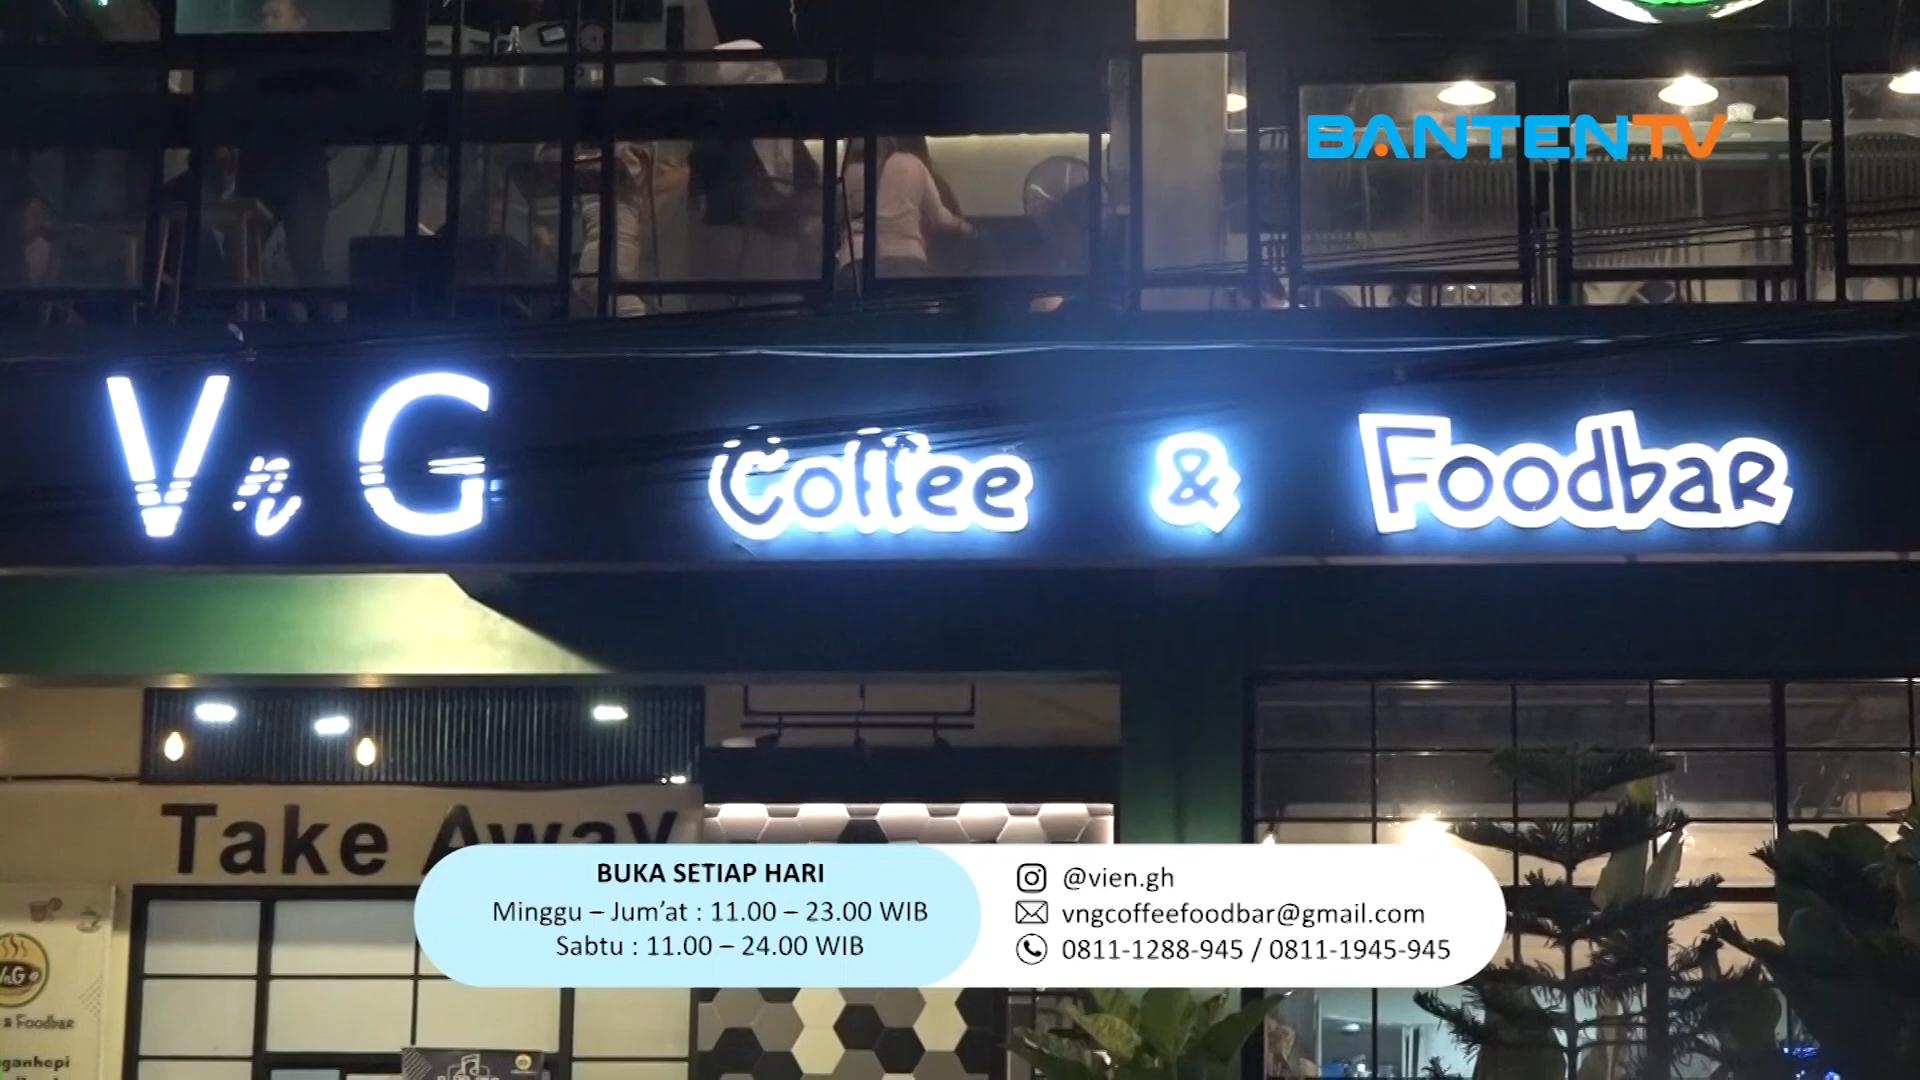 BANTENTV
VnG Coffee & Foodbar
Take Away
BUKA SETIAP HARI
Minggu – Jum’at : 11.00 – 23.00 WIB
Sabtu : 11.00 – 24.00 WIB
@vien.gh
vngcoffeefoodbar@gmail.com
0811-1288-945 / 0811-1945-945
VnG
& Foodbar